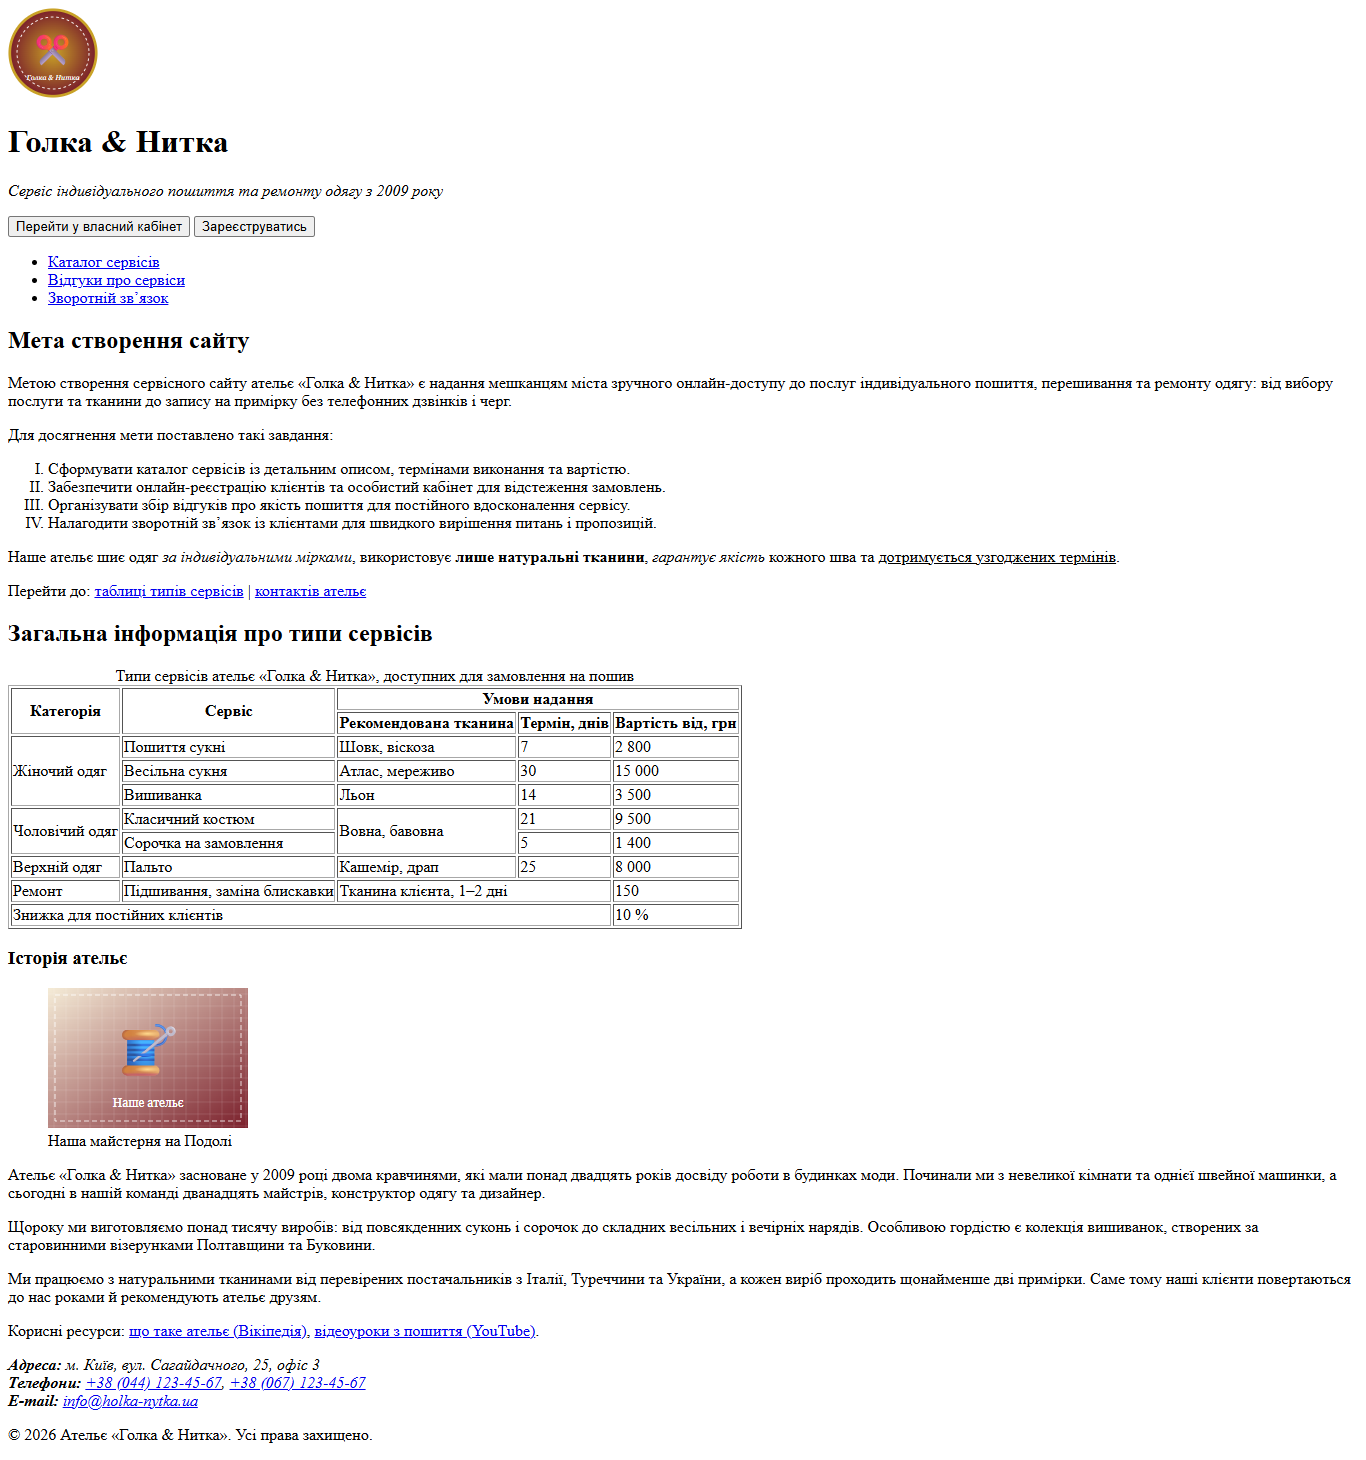 Голка & Нитка
Голка & Нитка
Сервіс індивідуального пошиття та ремонту одягу з 2009 року
Перейти у власний кабінет Зареєструватись
Каталог сервісів
Відгуки про сервіси
Зворотній зв’язок
Мета створення сайту
Метою створення сервісного сайту ательє «Голка & Нитка» є надання мешканцям міста зручного онлайн-доступу до послуг індивідуального пошиття, перешивання та ремонту одягу: від вибору
послуги та тканини до запису на примірку без телефонних дзвінків і черг.
Для досягнення мети поставлено такі завдання:
I. Сформувати каталог сервісів із детальним описом, термінами виконання та вартістю.
II. Забезпечити онлайн-реєстрацію клієнтів та особистий кабінет для відстеження замовлень.
III. Організувати збір відгуків про якість пошиття для постійного вдосконалення сервісу.
IV. Налагодити зворотній зв’язок із клієнтами для швидкого вирішення питань і пропозицій.
Наше ательє шиє одяг за індивідуальними мірками, використовує лише натуральні тканини, гарантує якість кожного шва та дотримується узгоджених термінів.
Перейти до: таблиці типів сервісів | контактів ательє
Загальна інформація про типи сервісів
Типи сервісів ательє «Голка & Нитка», доступних для замовлення на пошив
Категорія Сервіс Умови надання
Рекомендована тканина Термін, днів Вартість від, грн
Жіночий одяг Пошиття сукні Шовк, віскоза 7 2 800
Весільна сукня Атлас, мереживо 30 15 000
Вишиванка Льон 14 3 500
Чоловічий одяг Класичний костюм Вовна, бавовна 21 9 500
Сорочка на замовлення 5 1 400
Верхній одяг Пальто Кашемір, драп 25 8 000
Ремонт Підшивання, заміна блискавки Тканина клієнта, 1–2 дні 150
Знижка для постійних клієнтів 10 %
Історія ательє
Наше ательє
Наша майстерня на Подолі
Ательє «Голка & Нитка» засноване у 2009 році двома кравчинями, які мали понад двадцять років досвіду роботи в будинках моди. Починали ми з невеликої кімнати та однієї швейної машинки, а
сьогодні в нашій команді дванадцять майстрів, конструктор одягу та дизайнер.
Щороку ми виготовляємо понад тисячу виробів: від повсякденних суконь і сорочок до складних весільних і вечірніх нарядів. Особливою гордістю є колекція вишиванок, створених за
старовинними візерунками Полтавщини та Буковини.
Ми працюємо з натуральними тканинами від перевірених постачальників з Італії, Туреччини та України, а кожен виріб проходить щонайменше дві примірки. Саме тому наші клієнти повертаються
до нас роками й рекомендують ательє друзям.
Корисні ресурси: що таке ательє (Вікіпедія), відеоуроки з пошиття (YouTube).
Адреса: м. Київ, вул. Сагайдачного, 25, офіс 3
Телефони: +38 (044) 123-45-67, +38 (067) 123-45-67
E-mail: info@holka-nytka.ua
© 2026 Ательє «Голка & Нитка». Усі права захищено.